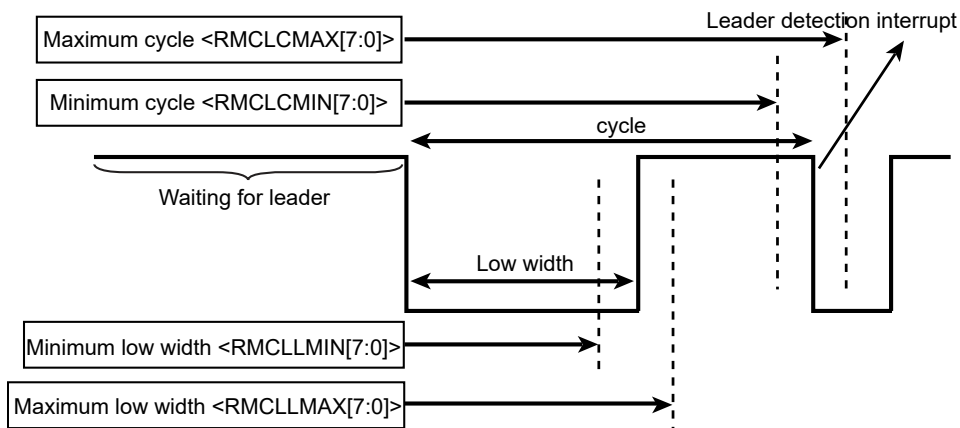 Leader detection interrupt
Maximum cycle <RMCLCMAX[7:0]>
Minimum cycle <RMCLCMIN[7:0]>
cycle
Waiting for leader
Low width
Minimum low width <RMCLLMIN[7:0]>
Maximum low width <RMCLLMAX[7:0]>